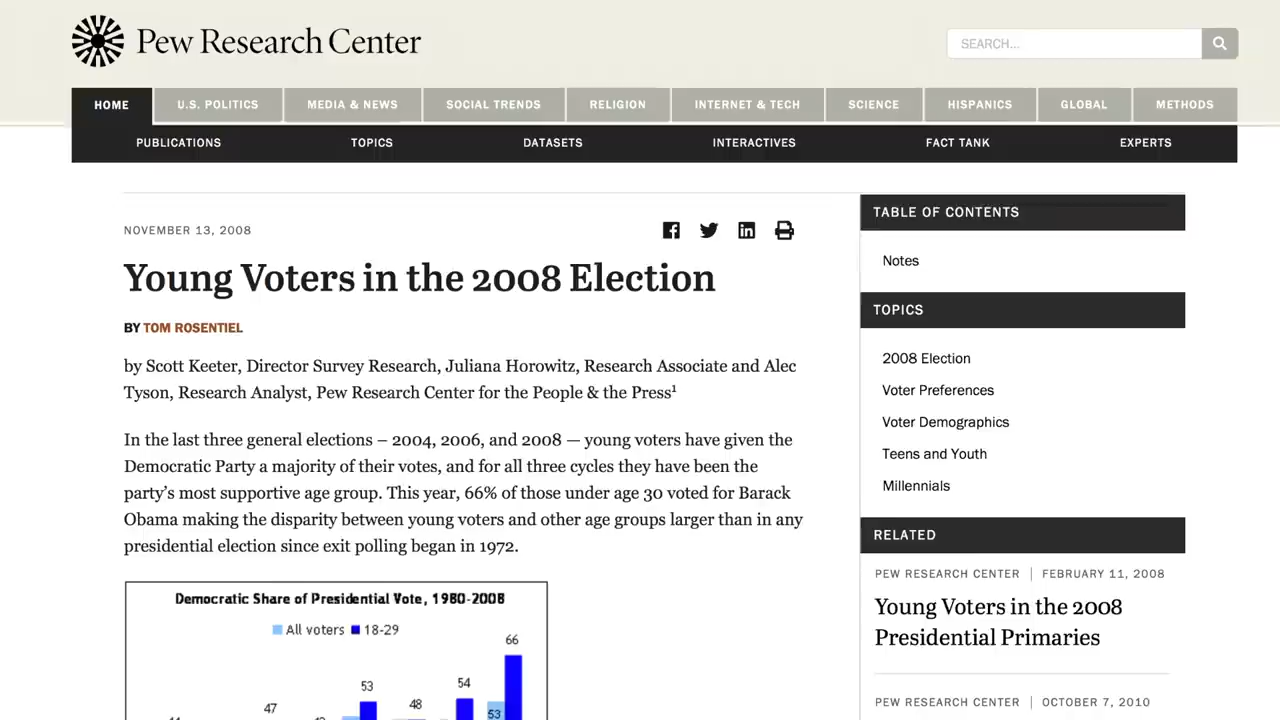 Pew Research Center
SEARCH...
HOME
U.S. POLITICS
MEDIA & NEWS
SOCIAL TRENDS
RELIGION
INTERNET & TECH
SCIENCE
HISPANICS
GLOBAL
METHODS
PUBLICATIONS
TOPICS
DATASETS
INTERACTIVES
FACT TANK
EXPERTS
NOVEMBER 13, 2008
Young Voters in the 2008 Election
BY TOM ROSENTIEL
by Scott Keeter, Director Survey Research, Juliana Horowitz, Research Associate and Alec
Tyson, Research Analyst, Pew Research Center for the People & the Press¹
In the last three general elections – 2004, 2006, and 2008 — young voters have given the
Democratic Party a majority of their votes, and for all three cycles they have been the
party's most supportive age group. This year, 66% of those under age 30 voted for Barack
Obama making the disparity between young voters and other age groups larger than in any
presidential election since exit polling began in 1972.
Democratic Share of Presidential Vote, 1980-2008
All voters 18-29
66
53
54
47
48
53
TABLE OF CONTENTS
Notes
TOPICS
2008 Election
Voter Preferences
Voter Demographics
Teens and Youth
Millennials
RELATED
PEW RESEARCH CENTER | FEBRUARY 11, 2008
Young Voters in the 2008
Presidential Primaries
PEW RESEARCH CENTER | OCTOBER 7, 2010